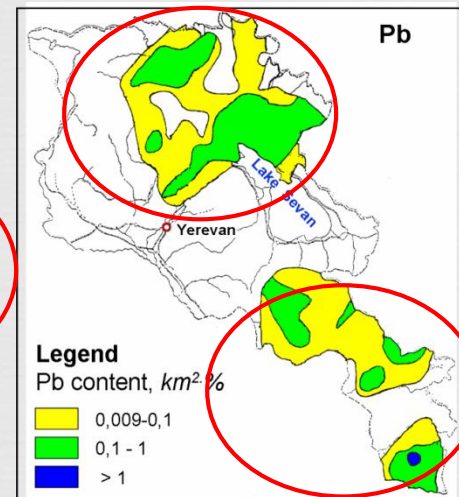 Pb
Lake Sevan
Yerevan
Legend
Pb content, km²·%
0,009-0,1
0,1 - 1
> 1